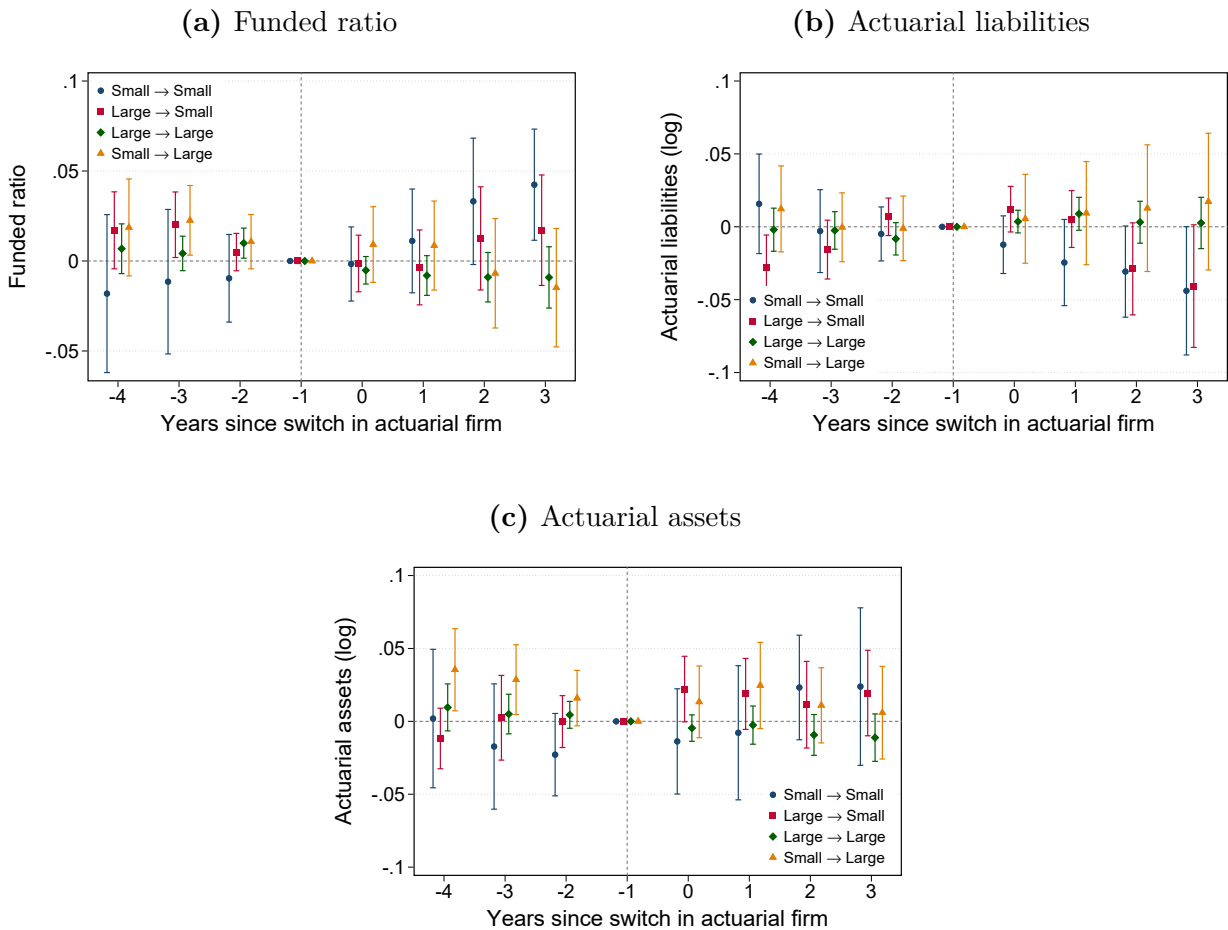 (a) Funded ratio
.1
.05
0
-.05
Funded ratio
Small → Small
Large → Small
Large → Large
Small → Large
-4 -3 -2 -1 0 1 2 3
Years since switch in actuarial firm
(b) Actuarial liabilities
.1
.05
0
-.05
-.1
Actuarial liabilities (log)
Small → Small
Large → Small
Large → Large
Small → Large
-4 -3 -2 -1 0 1 2 3
Years since switch in actuarial firm
(c) Actuarial assets
.1
.05
0
-.05
-.1
Actuarial assets (log)
Small → Small
Large → Small
Large → Large
Small → Large
-4 -3 -2 -1 0 1 2 3
Years since switch in actuarial firm